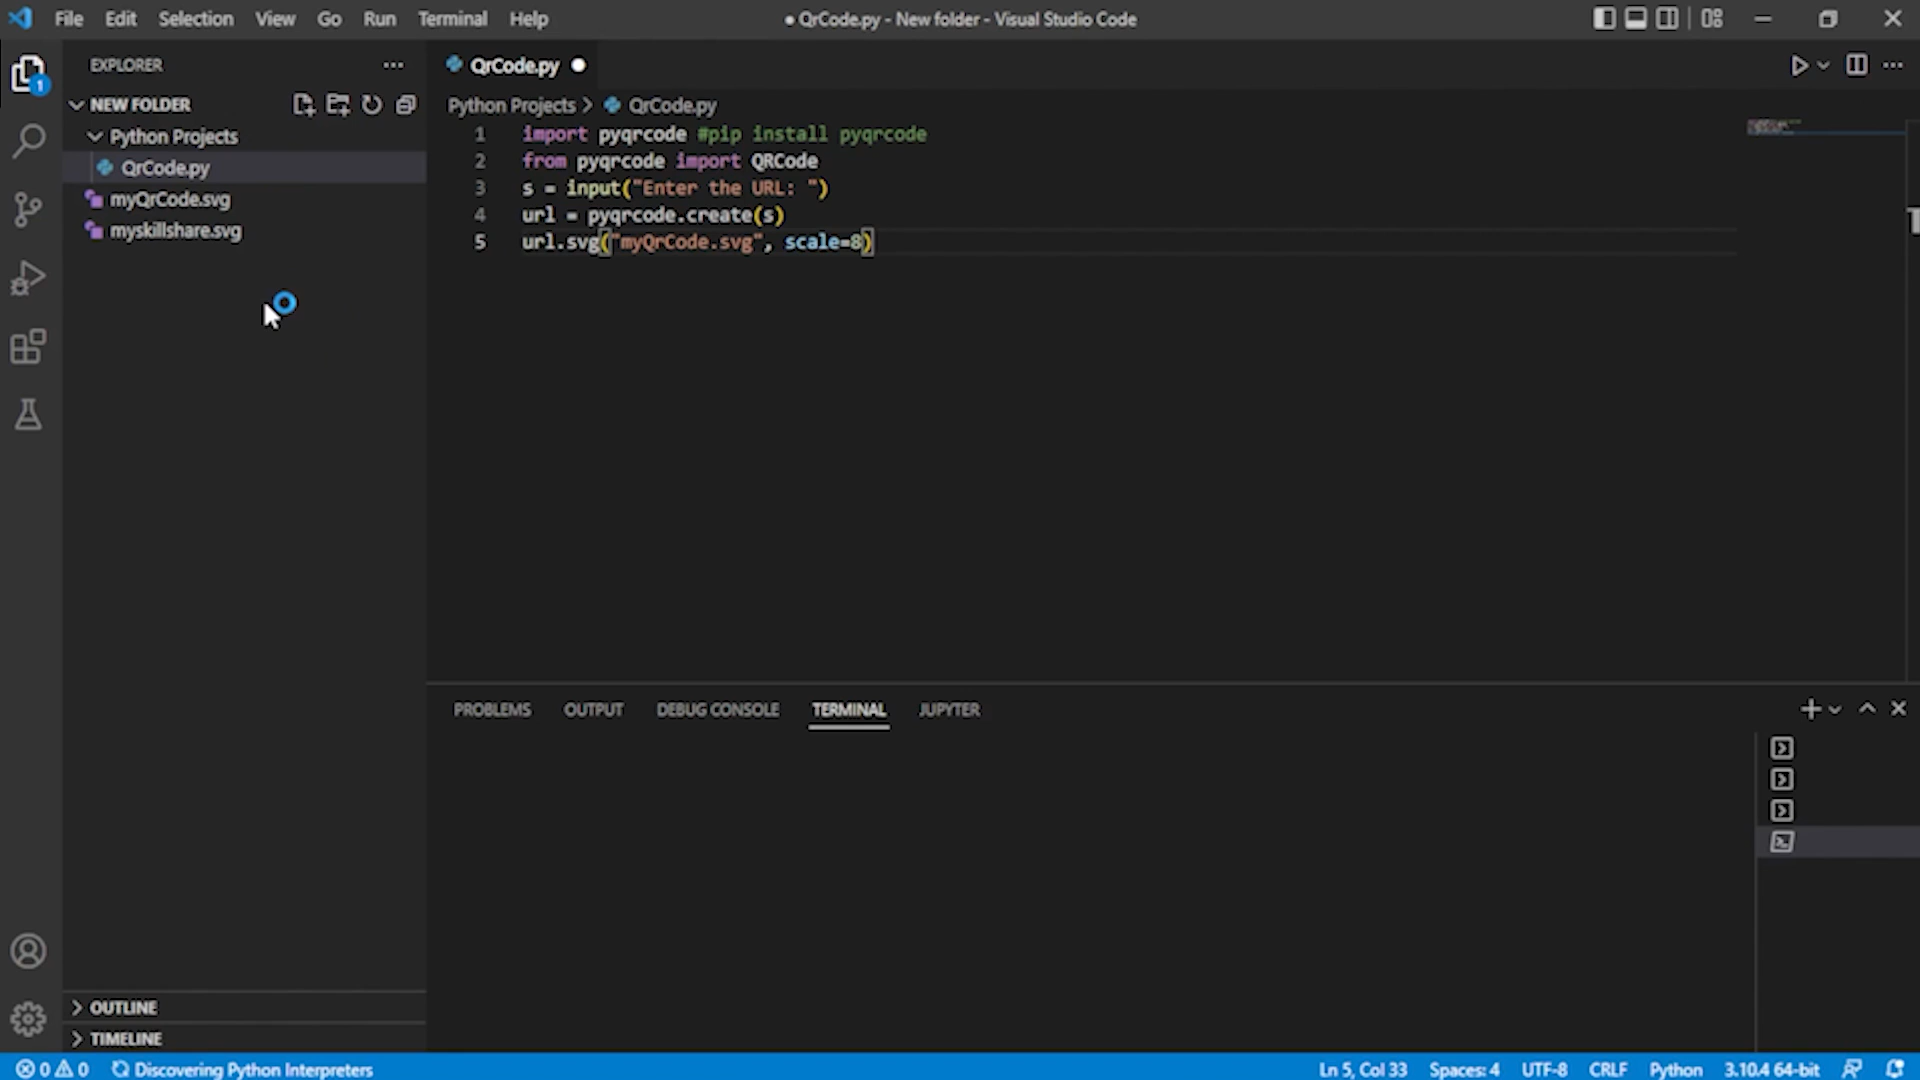 File Edit Selection View Go Run Terminal Help
● QrCode.py - New folder - Visual Studio Code
EXPLORER
1
NEW FOLDER
Python Projects
QrCode.py
myQrCode.svg
myskillshare.svg
OUTLINE
TIMELINE
QrCode.py
Python Projects > QrCode.py
1 import pyqrcode #pip install pyqrcode
2 from pyqrcode import QRCode
3 s = input("Enter the URL: ")
4 url = pyqrcode.create(s)
5 url.svg("myQrCode.svg", scale=8)
PROBLEMS OUTPUT DEBUG CONSOLE TERMINAL JUPYTER
0 0 Discovering Python Interpreters
Ln 5, Col 33 Spaces: 4 UTF-8 CRLF Python 3.10.4 64-bit